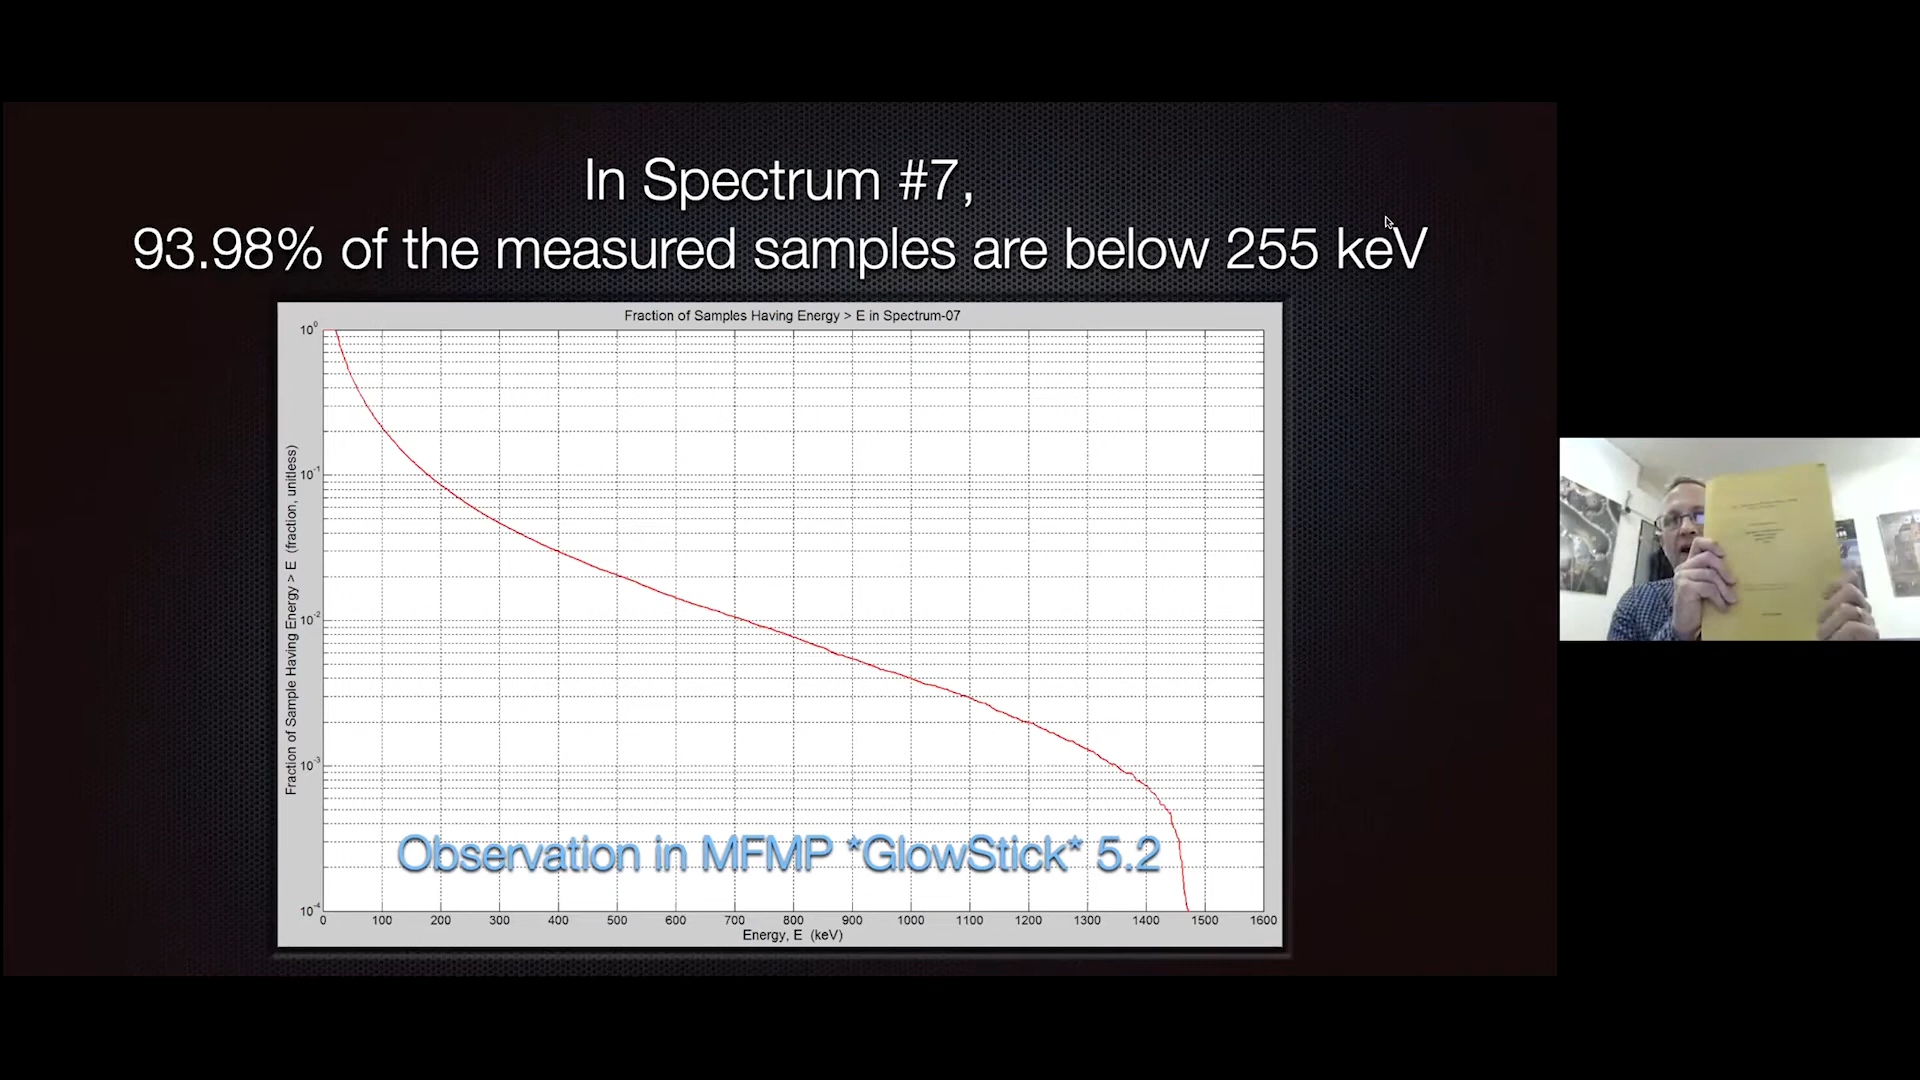 In Spectrum #7,
93.98% of the measured samples are below 255 keV
Fraction of Samples Having Energy > E in Spectrum-07
Fraction of Sample Having Energy > E (fraction, unitless)
10^0
10^-1
10^-2
10^-3
10^-4
Observation in MFMP *GlowStick* 5.2
0 100 200 300 400 500 600 700 800 900 1000 1100 1200 1300 1400 1500 1600
Energy, E (keV)